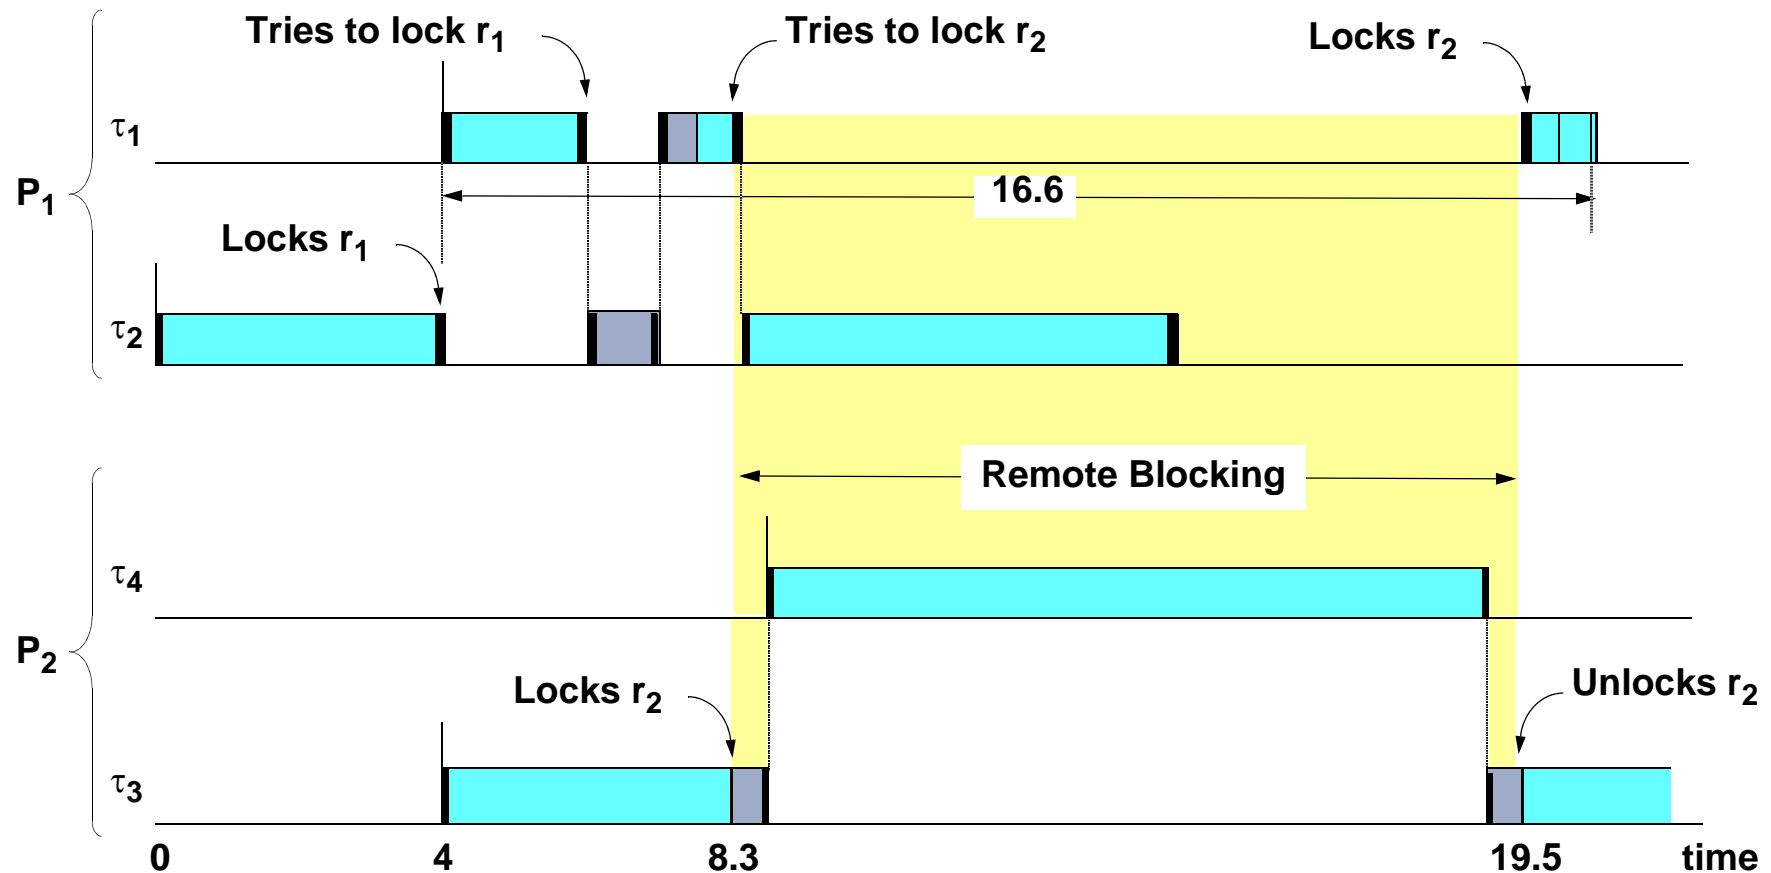 Tries to lock r1
Tries to lock r2
Locks r2
τ1
P1
16.6
Locks r1
τ2
Remote Blocking
τ4
P2
Locks r2
Unlocks r2
τ3
0 4 8.3 19.5 time